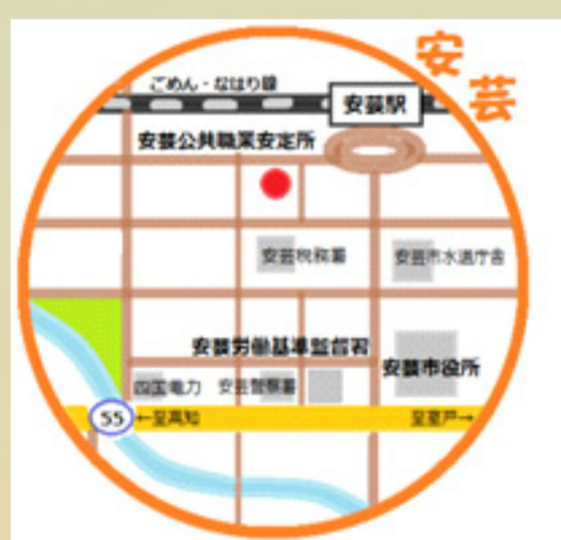 安芸
ごめん・なはり線
安芸駅
安芸公共職業安定所
安芸税務署
安芸市水道庁舎
安芸労働基準監督署
安芸市役所
四国電力
安芸警察署
55
←至高知
至室戸→